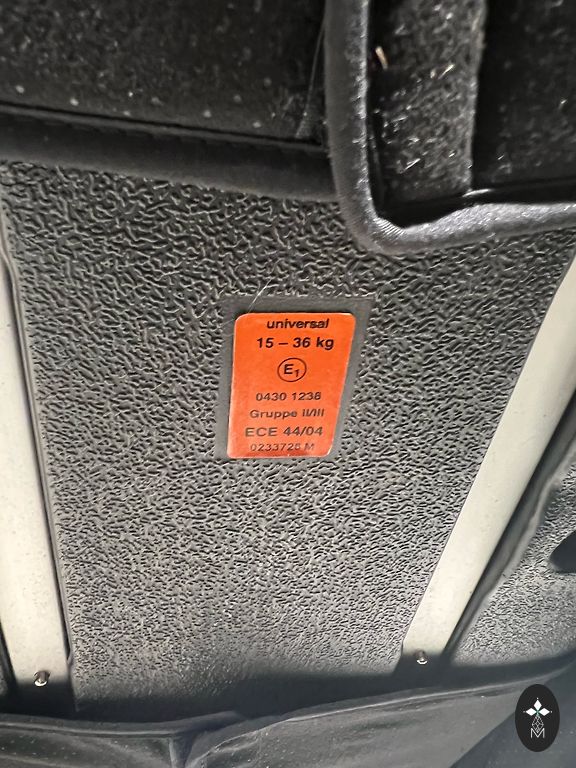 universal
15 – 36 kg
E1
0430 1238
Gruppe II/III
ECE 44/04
0233728 M
M